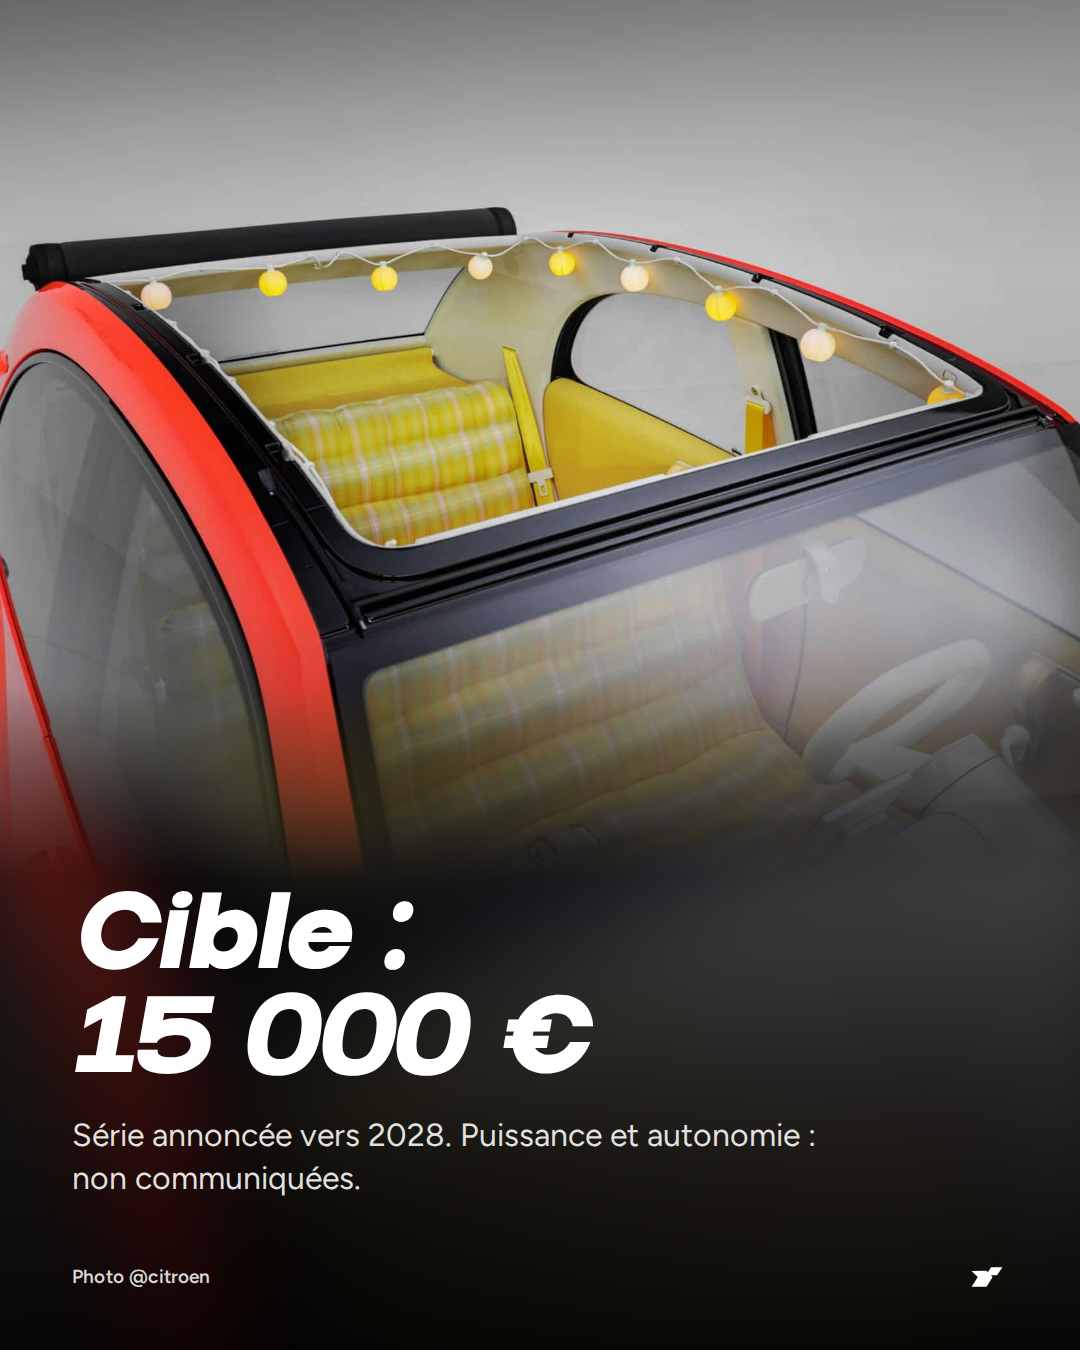 Cible :
15 000 €
Série annoncée vers 2028. Puissance et autonomie :
non communiquées.
Photo @citroen